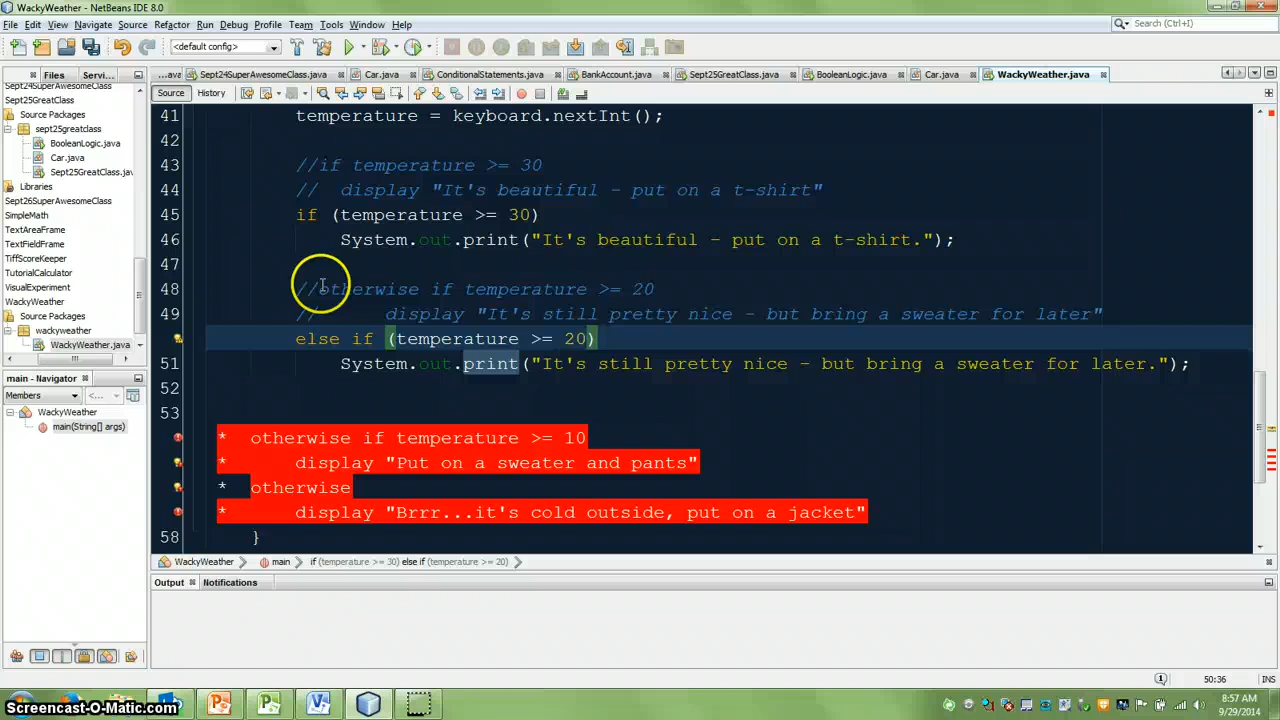 WackyWeather - NetBeans IDE 8.0
File Edit View Navigate Source Refactor Run Debug Profile Team Tools Window Help
Search (Ctrl+I)
<default config>
Files Servi...
...ava Sept24SuperAwesomeClass.java Car.java ConditionalStatements.java BankAccount.java Sept25GreatClass.java BooleanLogic.java Car.java WackyWeather.java
Source History
Sept24SuperAwesomeClass
Sept25GreatClass
Source Packages
sept25greatclass
BooleanLogic.java
Car.java
Sept25GreatClass.jav
Libraries
Sept26SuperAwesomeClass
SimpleMath
TextAreaFrame
TextFieldFrame
TiffScoreKeeper
TutorialCalculator
VisualExperiment
WackyWeather
Source Packages
wackyweather
WackyWeather.java
main - Navigator
Members <...
WackyWeather
main(String[] args)
41 temperature = keyboard.nextInt();
42
43 //if temperature >= 30
44 // display "It's beautiful - put on a t-shirt"
45 if (temperature >= 30)
46 System.out.print("It's beautiful - put on a t-shirt.");
47
48 //otherwise if temperature >= 20
49 // display "It's still pretty nice - but bring a sweater for later"
else if (temperature >= 20)
51 System.out.print("It's still pretty nice - but bring a sweater for later.");
52
53
* otherwise if temperature >= 10
* display "Put on a sweater and pants"
* otherwise
* display "Brrr...it's cold outside, put on a jacket"
58 }
WackyWeather main if (temperature >= 30) else if (temperature >= 20)
Output Notifications
50:36 INS
Screencast-O-Matic.com
8:57 AM
9/29/2014